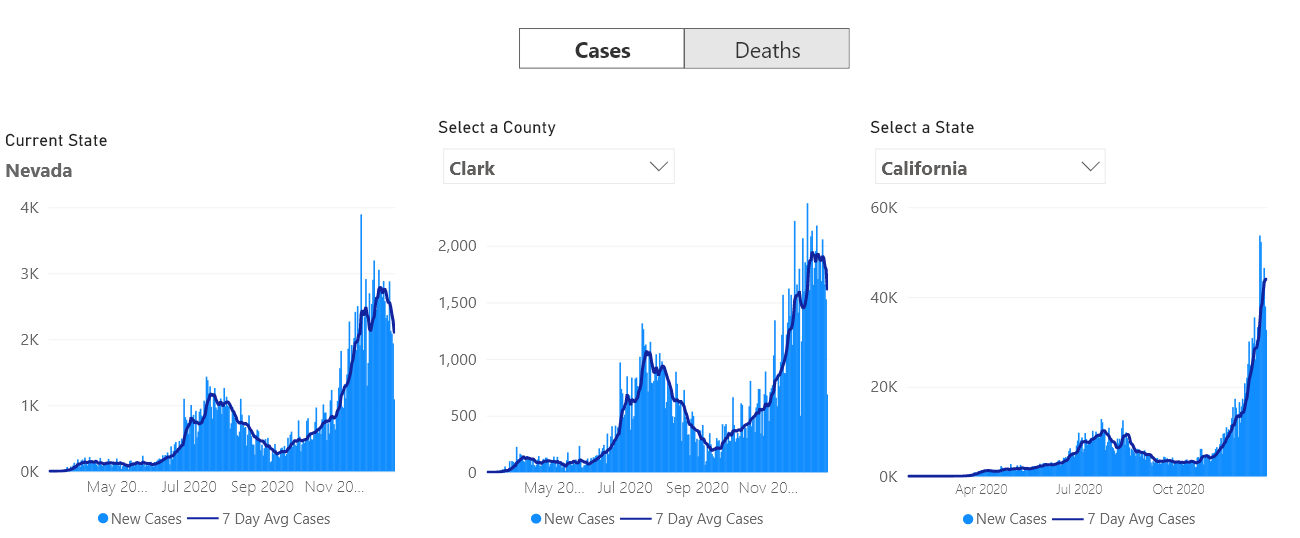 Cases Deaths
Current State
Nevada
4K
3K
2K
1K
0K
May 20... Jul 2020 Sep 2020 Nov 20...
New Cases 7 Day Avg Cases
Select a County
Clark
2,000
1,500
1,000
500
0
May 20... Jul 2020 Sep 2020 Nov 20...
New Cases 7 Day Avg Cases
Select a State
California
60K
40K
20K
0K
Apr 2020 Jul 2020 Oct 2020
New Cases 7 Day Avg Cases